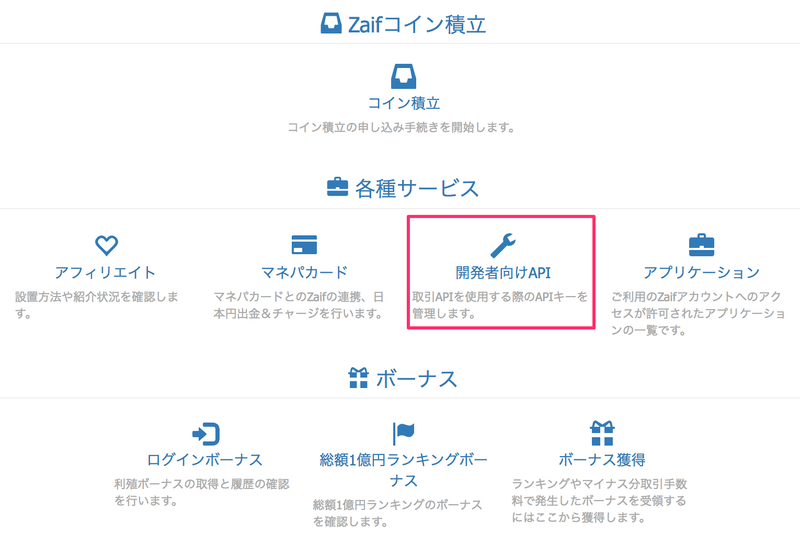 Zaifコイン積立
コイン積立
コイン積立の申し込み手続きを開始します。
各種サービス
アフィリエイト
設置方法や紹介状況を確認しま
す。
マネパカード
マネパカードとのZaifの連携、日
本円出金＆チャージを行います。
開発者向けAPI
取引APIを使用する際のAPIキーを
管理します。
アプリケーション
ご利用のZaifアカウントへのアク
セスが許可されたアプリケーショ
ンの一覧です。
ボーナス
ログインボーナス
利殖ボーナスの取得と履歴の確認
を行います。
総額1億円ランキングボー
ナス
総額1億円ランキングのボーナス
を確認します。
ボーナス獲得
ランキングやマイナス分取引手数
料で発生したボーナスを受領する
にはここから獲得します。